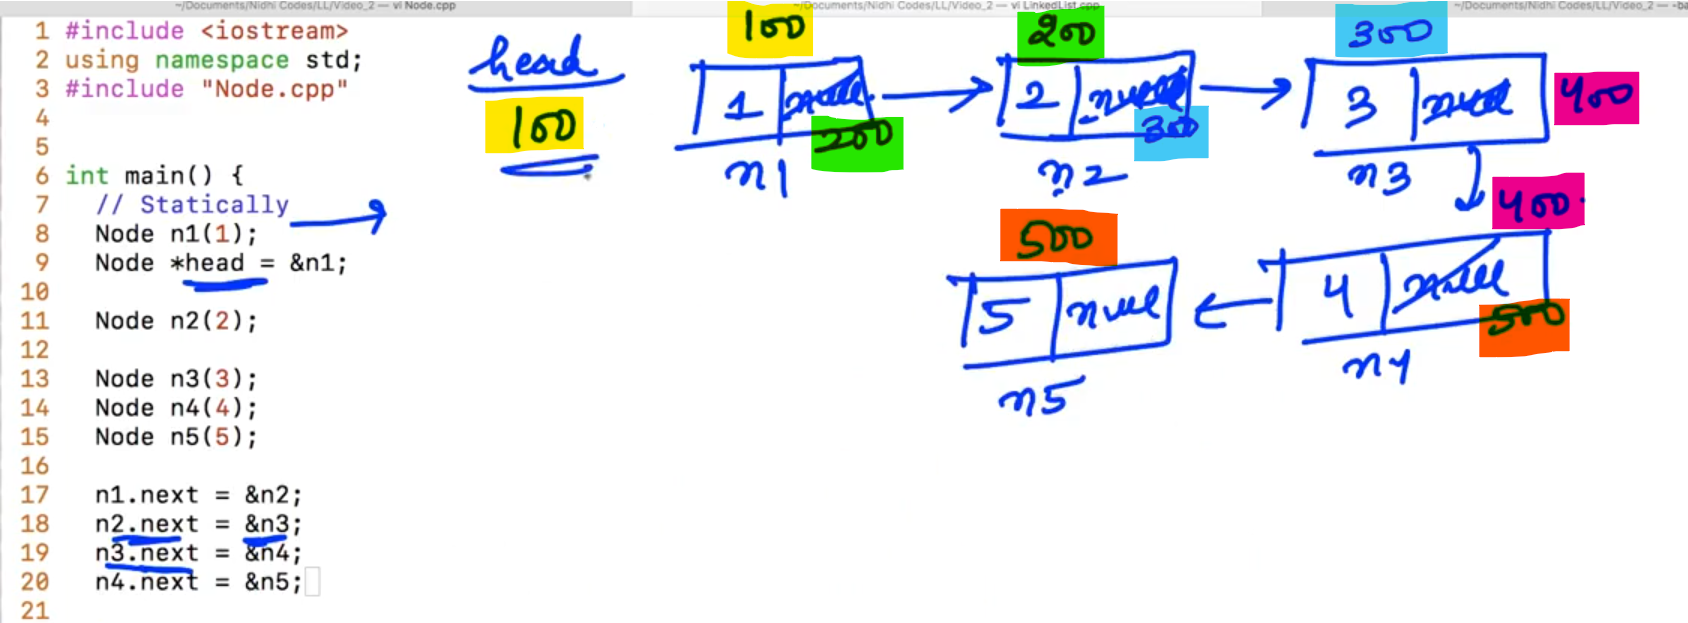 ~/Documents/Nidhi Codes/LL/Video_2 — vi Node.cpp
~/Documents/Nidhi Codes/LL/Video_2 — vi LinkedList.cpp
~/Documents/Nidhi Codes/LL/Video_2 — -ba
1 #include <iostream>
2 using namespace std;
3 #include "Node.cpp"
4
5
6 int main() {
7 // Statically
8 Node n1(1);
9 Node *head = &n1;
10
11 Node n2(2);
12
13 Node n3(3);
14 Node n4(4);
15 Node n5(5);
16
17 n1.next = &n2;
18 n2.next = &n3;
19 n3.next = &n4;
20 n4.next = &n5;
21
head
100
100
1 null
200
n1
200
2 null
300
n2
300
3 null
400
n3
400
4 null
500
n4
500
5 null
n5